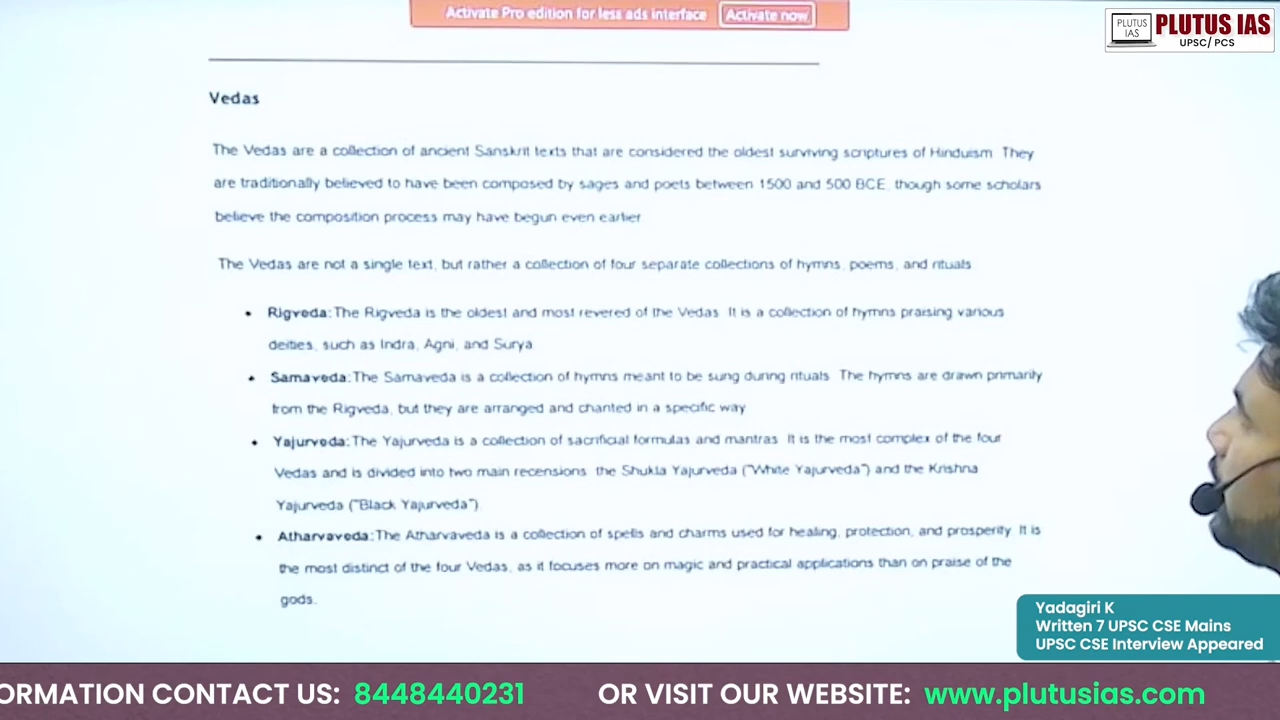 Activate Pro edition for less ads interface Activate now
PLUTUS IAS
PLUTUS IAS
UPSC/ PCS
Vedas
The Vedas are a collection of ancient Sanskrit texts that are considered the oldest surviving scriptures of Hinduism They
are traditionally believed to have been composed by sages and poets between 1500 and 500 BCE, though some scholars
believe the composition process may have begun even earlier
The Vedas are not a single text, but rather a collection of four separate collections of hymns, poems, and rituals
• Rigveda: The Rigveda is the oldest and most revered of the Vedas. It is a collection of hymns praising various
deities, such as Indra, Agni, and Surya
• Samaveda: The Samaveda is a collection of hymns meant to be sung during rituals. The hymns are drawn primarily
from the Rigveda, but they are arranged and chanted in a specific way
• Yajurveda: The Yajurveda is a collection of sacrificial formulas and mantras. It is the most complex of the four
Vedas and is divided into two main recensions: the Shukla Yajurveda ("White Yajurveda") and the Krishna
Yajurveda ("Black Yajurveda")
• Atharvaveda: The Atharvaveda is a collection of spells and charms used for healing, protection, and prosperity. It is
the most distinct of the four Vedas, as it focuses more on magic and practical applications than on praise of the
gods.
Yadagiri K
Written 7 UPSC CSE Mains
UPSC CSE Interview Appeared
ORMATION CONTACT US: 8448440231 OR VISIT OUR WEBSITE: www.plutusias.com